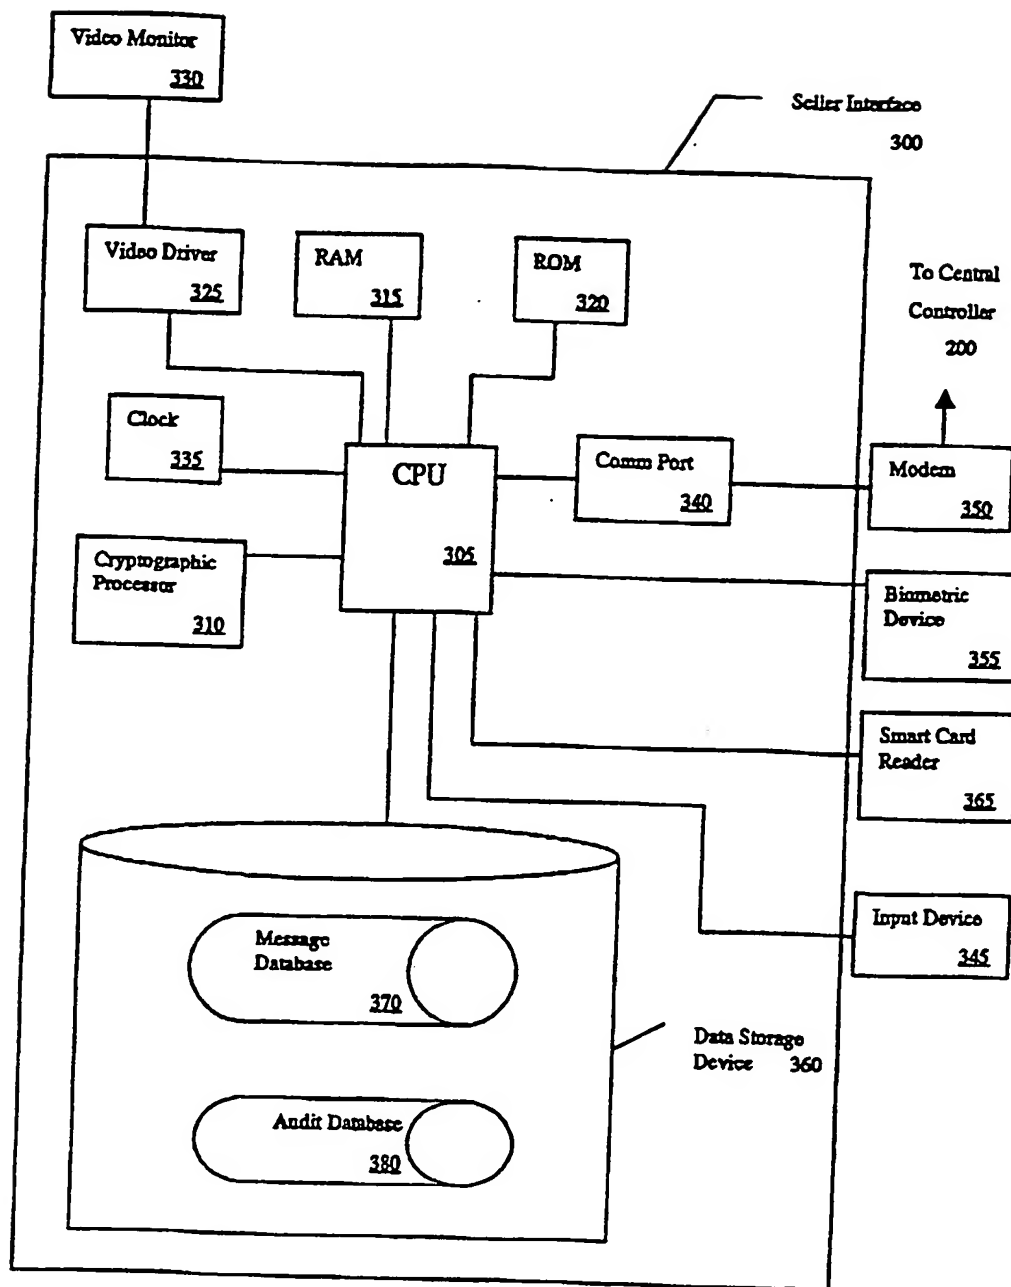 Video Monitor
330
Seller Interface
300
Video Driver
325
RAM
315
ROM
320
To Central
Controller
200
Clock
335
CPU
305
Comm Port
340
Modem
350
Cryptographic
Processor
310
Biometric
Device
355
Smart Card
Reader
365
Input Device
345
Message
Database
370
Data Storage
Device 360
Audit Database
380